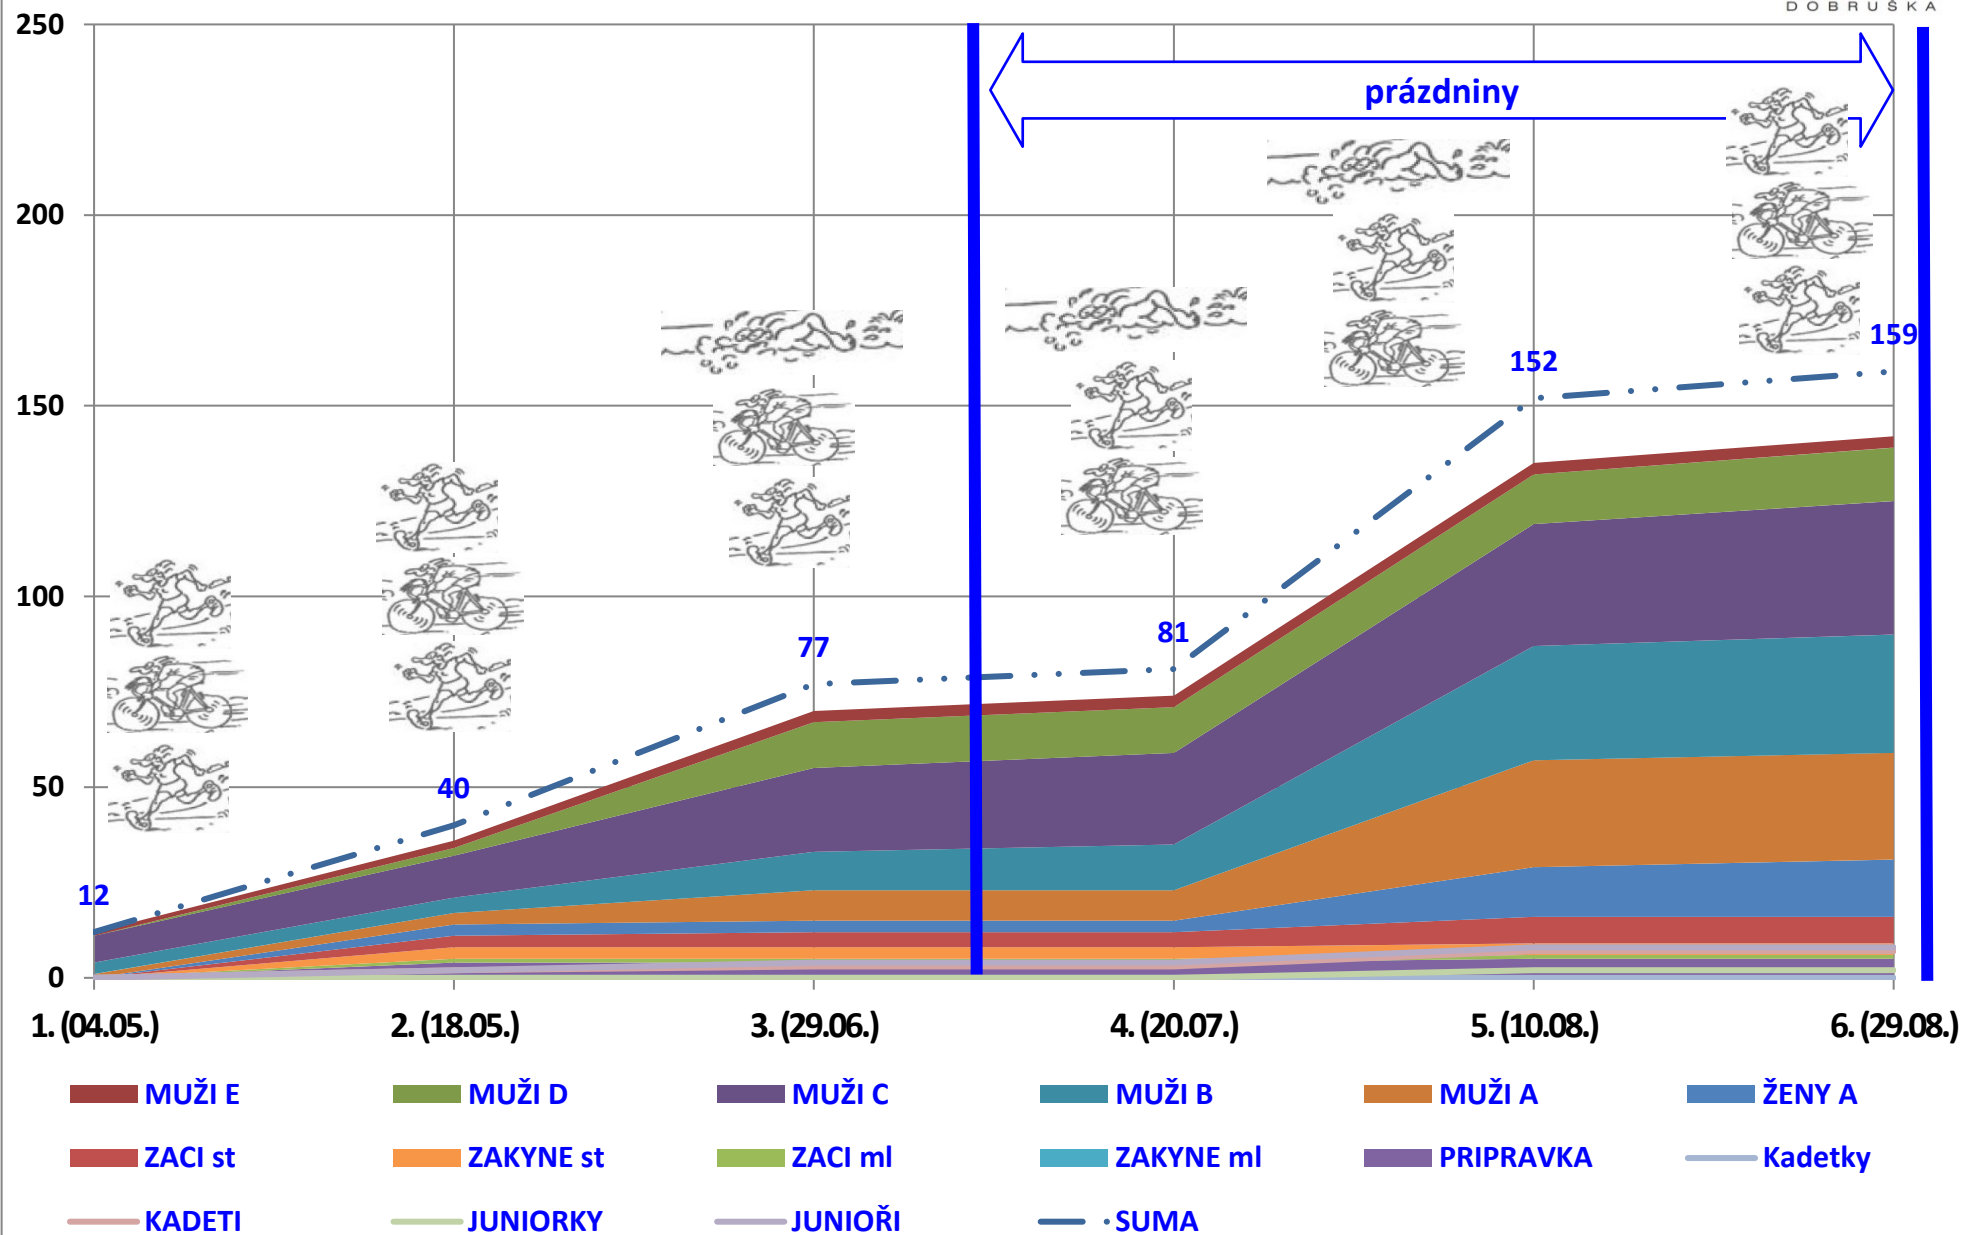 DOBRUŠKA
250
prázdniny
200
159
152
150
100
81
77
50
40
12
0
1. (04.05.) 2. (18.05.) 3. (29.06.) 4. (20.07.) 5. (10.08.) 6. (29.08.)
MUŽI E MUŽI D MUŽI C MUŽI B MUŽI A ŽENY A
ZACI st ZAKYNE st ZACI ml ZAKYNE ml PRIPRAVKA Kadetky
KADETI JUNIORKY JUNIOŘI SUMA